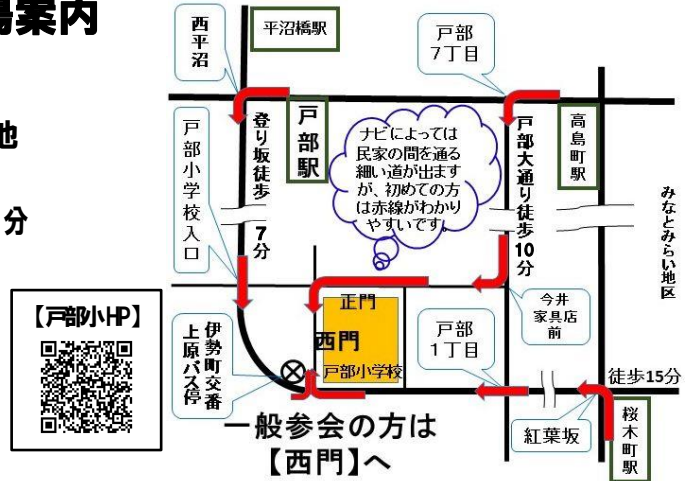 場案内
地
分
西平沼
平沼橋駅
戸部
7丁目
戸部小学校入口
登り坂徒歩 7分
戸部駅
ナビによっては
民家の間を通る
細い道が出ます
が、初めての方
は赤線がわかり
やすいです。
戸部大通り徒歩10分
高島町駅
みなとみらい地区
【戸部小HP】
伊勢町交番
上原バス停
正門
西門
戸部小学校
戸部
1丁目
今井
家具店
前
徒歩15分
紅葉坂
桜木町駅
一般参会の方は
【西門】へ